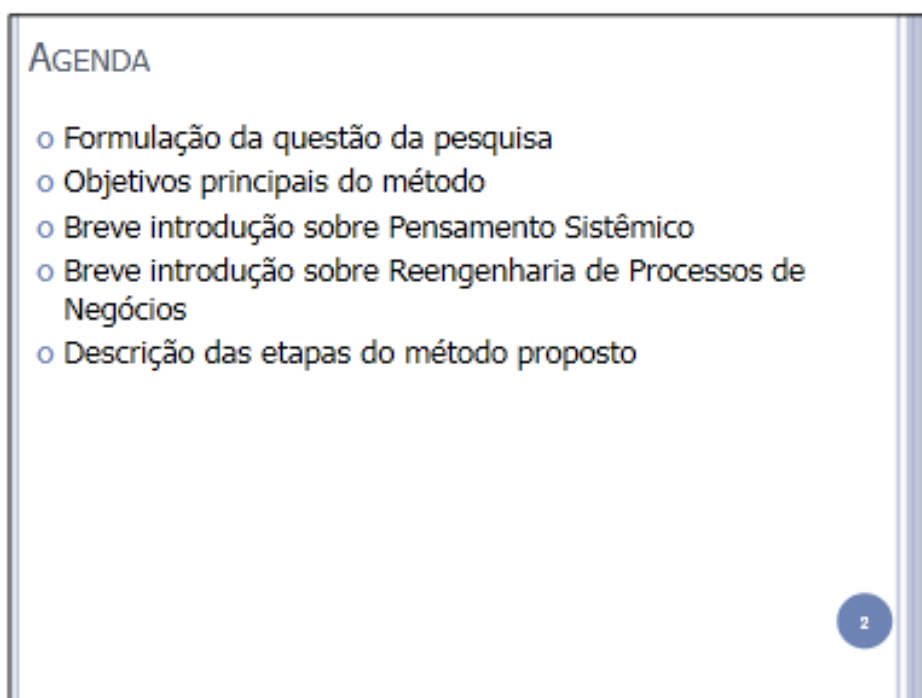 AGENDA
o Formulação da questão da pesquisa
o Objetivos principais do método
o Breve introdução sobre Pensamento Sistêmico
o Breve introdução sobre Reengenharia de Processos de
Negócios
o Descrição das etapas do método proposto
2